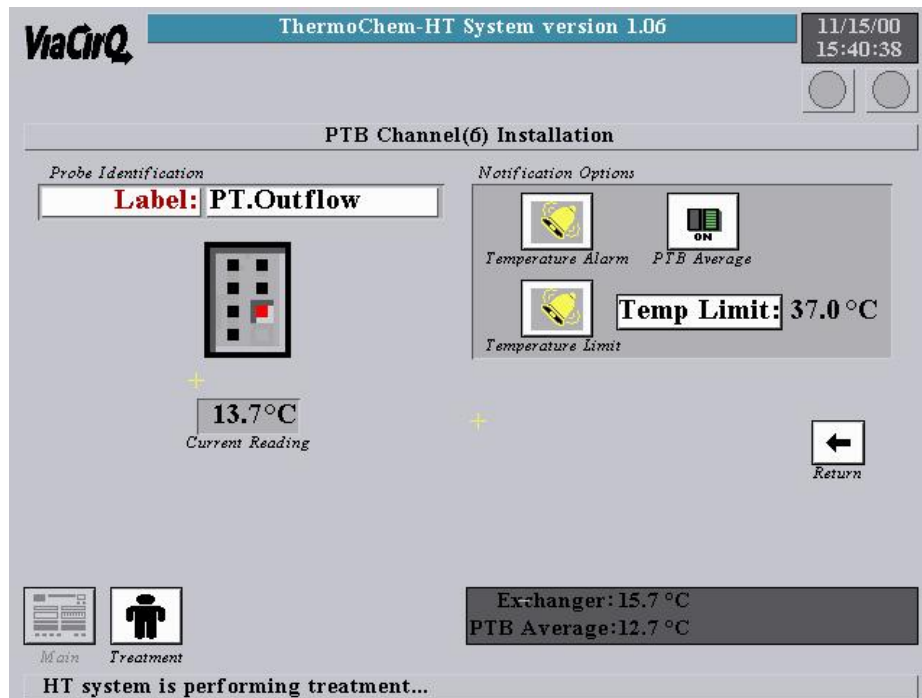 ViaCirQ
ThermoChem-HT System version 1.06
11/15/00
15:40:38
PTB Channel(6) Installation
Probe Identification
Label: PT.Outflow
13.7°C
Current Reading
Notification Options
Temperature Alarm
ON
PTB Average
Temperature Limit
Temp Limit: 37.0 °C
Return
Main
Treatment
Exchanger: 15.7 °C
PTB Average: 12.7 °C
HT system is performing treatment...